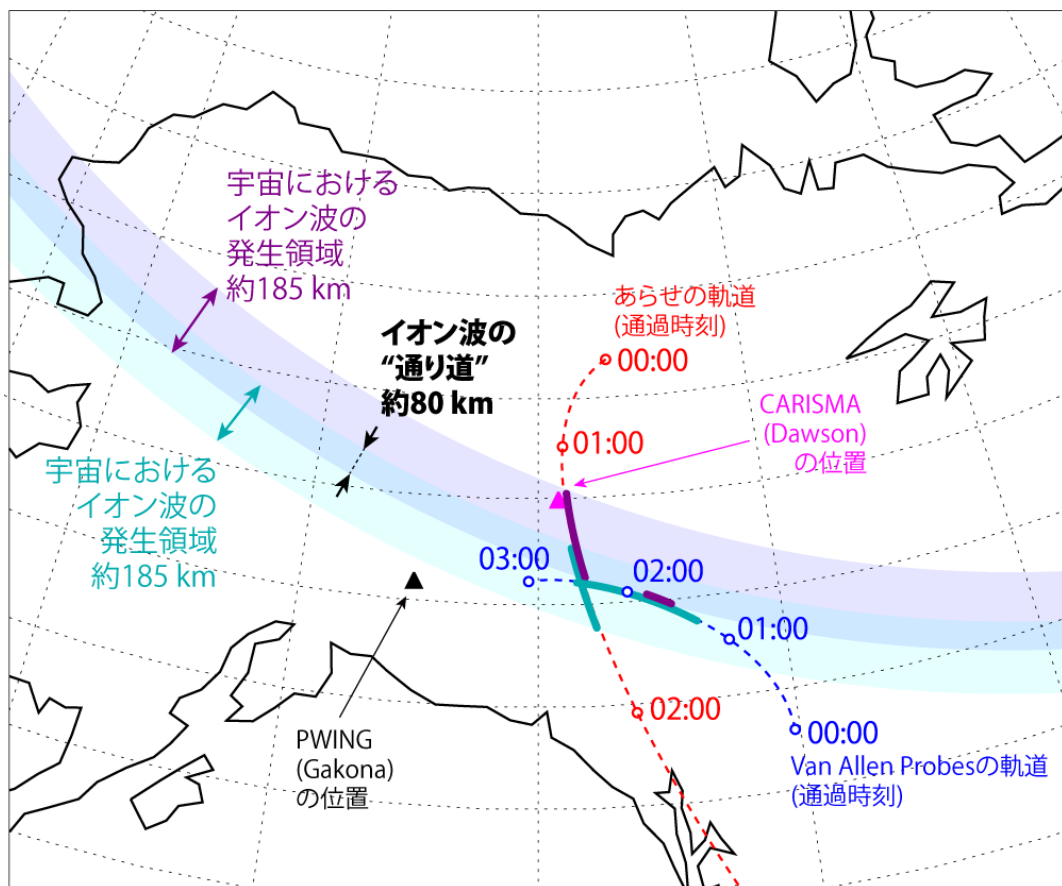 宇宙における
イオン波の
発生領域
約185 km
イオン波の
“通り道”
約80 km
あらせの軌道
(通過時刻)
00:00
01:00
CARISMA
(Dawson)
の位置
宇宙における
イオン波の
発生領域
約185 km
03:00
02:00
01:00
02:00
00:00
PWING
(Gakona)
の位置
Van Allen Probesの軌道
(通過時刻)